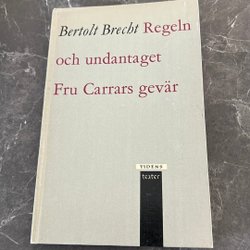 Bertolt Brecht Regeln
och undantaget
Fru Carrars gevär
TIDENS
teater